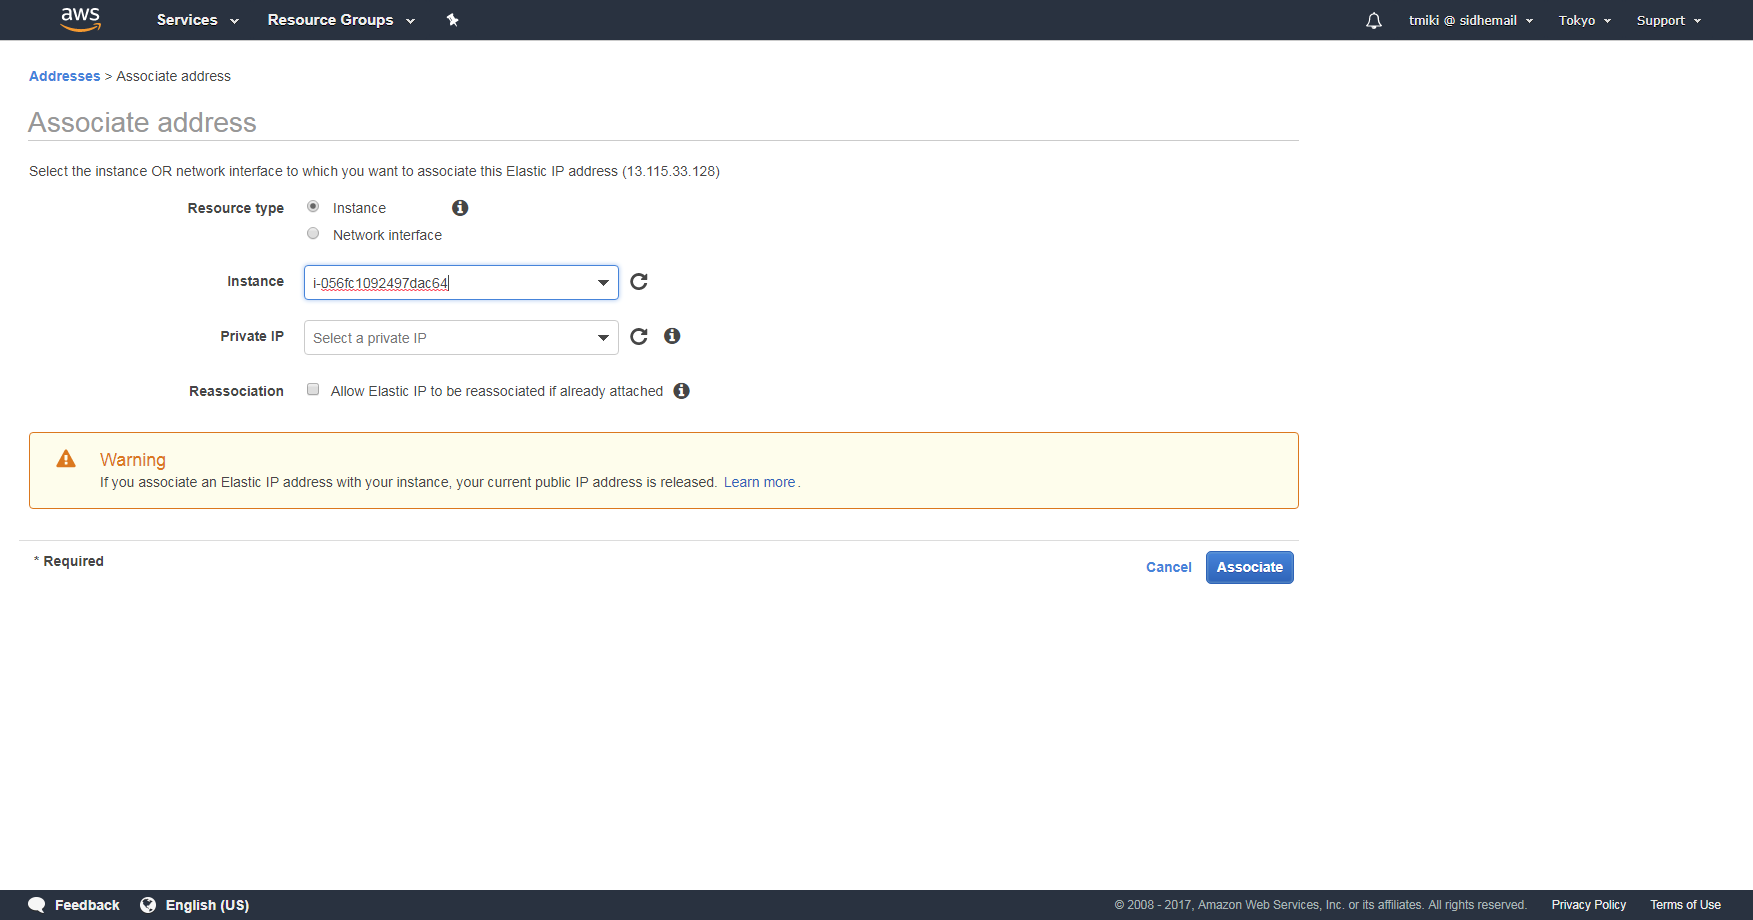 aws Services Resource Groups tmiki @ sidhemail Tokyo Support
Addresses > Associate address
Associate address
Select the instance OR network interface to which you want to associate this Elastic IP address (13.115.33.128)
Resource type Instance
Network interface
Instance i-056fc1092497dac64
Private IP Select a private IP
Reassociation Allow Elastic IP to be reassociated if already attached
Warning
If you associate an Elastic IP address with your instance, your current public IP address is released. Learn more.
* Required
Cancel Associate
Feedback English (US) © 2008 - 2017, Amazon Web Services, Inc. or its affiliates. All rights reserved. Privacy Policy Terms of Use